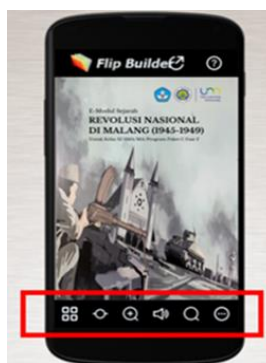 Flip Builder
E-Modul Sejarah
REVOLUSI NASIONAL
DI MALANG (1945-1949)